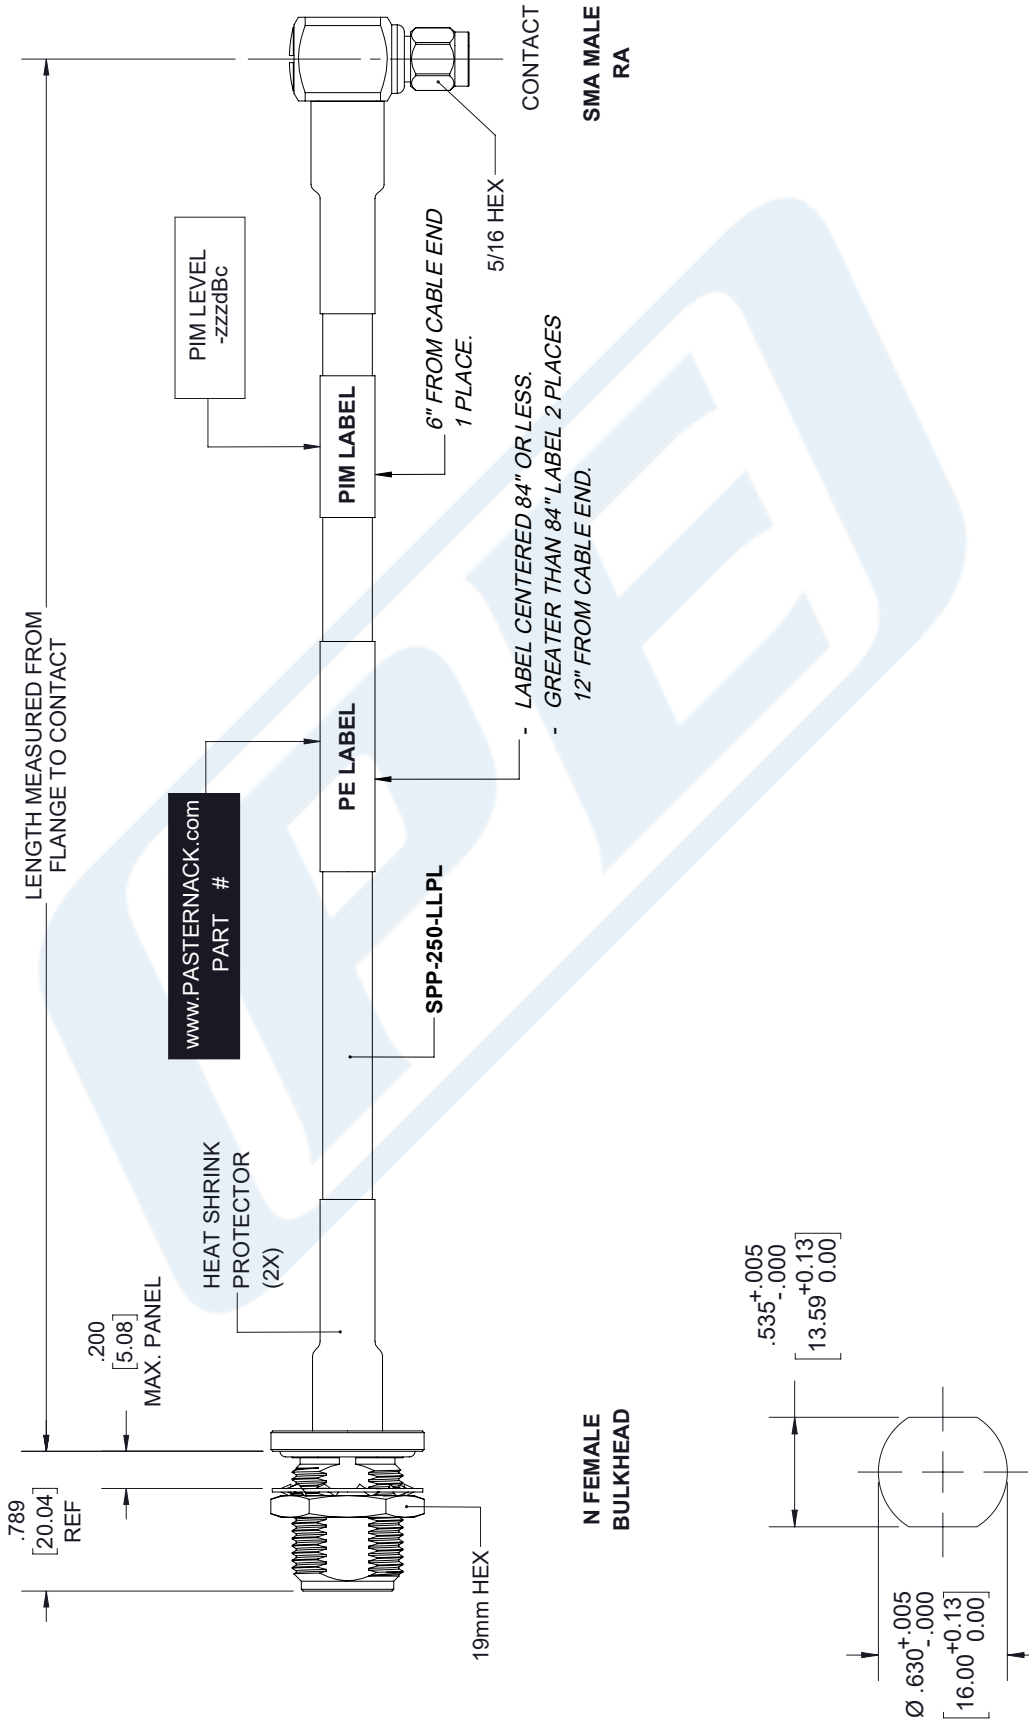 .789
[20.04]
REF
.200
[5.08]
MAX. PANEL
LENGTH MEASURED FROM
FLANGE TO CONTACT
HEAT SHRINK
PROTECTOR
(2X)
www.PASTERNACK.com
PART #
PIM LEVEL
-zzzdBc
PE LABEL
PIM LABEL
6" FROM CABLE END
1 PLACE.
19mm HEX
SPP-250-LLPL
- LABEL CENTERED 84" OR LESS.
- GREATER THAN 84" LABEL 2 PLACES
12" FROM CABLE END.
5/16 HEX
CONTACT
N FEMALE
BULKHEAD
SMA MALE
RA
.535 +.005
-.000
[13.59 +0.13
0.00]
Ø .630 +.005
-.000
[16.00 +0.13
0.00]
PE